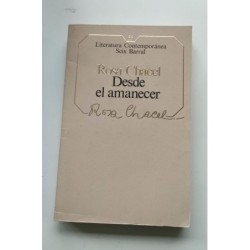 Literatura Contemporánea
Seix Barral
Rosa Chacel
Desde
el amanecer
Rosa Chacel